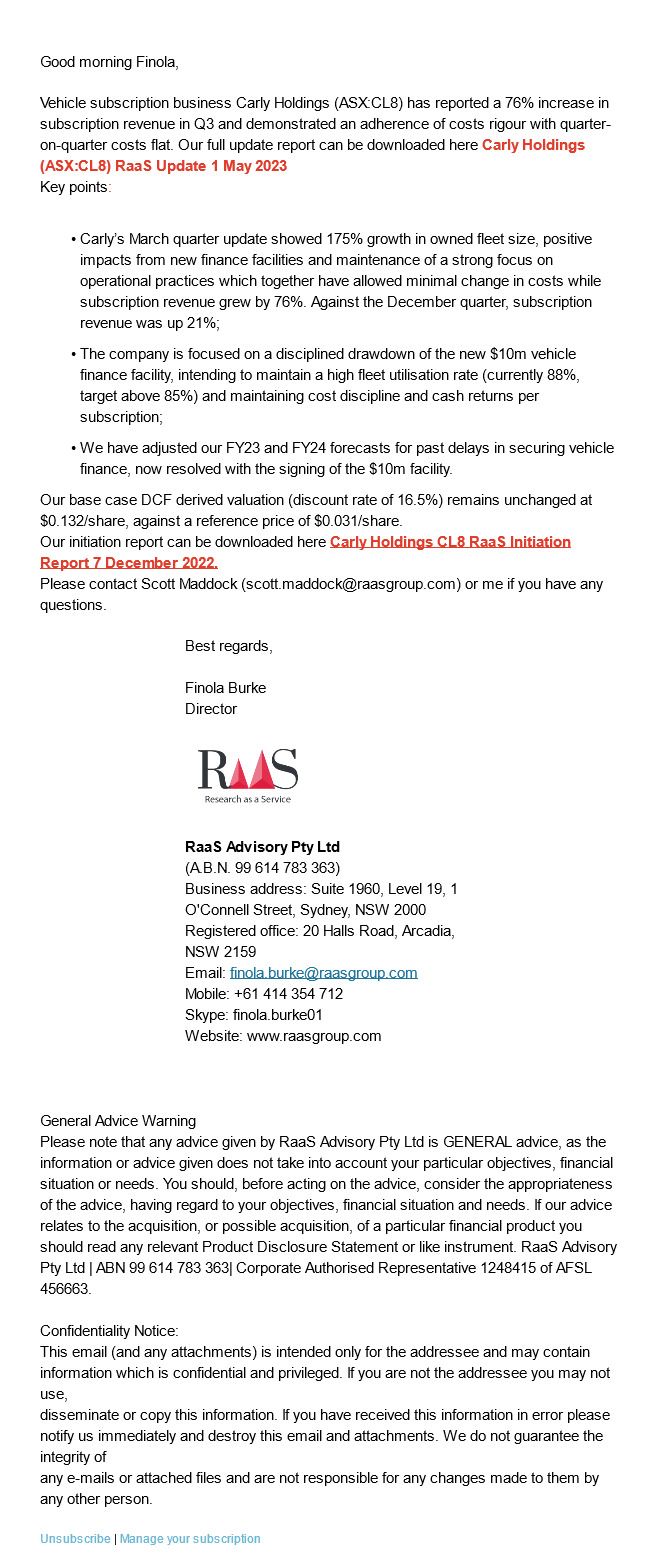 Good morning Finola,
Vehicle subscription business Carly Holdings (ASX:CL8) has reported a 76% increase in
subscription revenue in Q3 and demonstrated an adherence of costs rigour with quarter-
on-quarter costs flat. Our full update report can be downloaded here Carly Holdings
(ASX:CL8) RaaS Update 1 May 2023
Key points:
• Carly's March quarter update showed 175% growth in owned fleet size, positive
impacts from new finance facilities and maintenance of a strong focus on
operational practices which together have allowed minimal change in costs while
subscription revenue grew by 76%. Against the December quarter, subscription
revenue was up 21%;
• The company is focused on a disciplined drawdown of the new $10m vehicle
finance facility, intending to maintain a high fleet utilisation rate (currently 88%,
target above 85%) and maintaining cost discipline and cash returns per
subscription;
• We have adjusted our FY23 and FY24 forecasts for past delays in securing vehicle
finance, now resolved with the signing of the $10m facility.
Our base case DCF derived valuation (discount rate of 16.5%) remains unchanged at
$0.132/share, against a reference price of $0.031/share.
Our initiation report can be downloaded here Carly Holdings CL8 RaaS Initiation
Report 7 December 2022.
Please contact Scott Maddock (scott.maddock@raasgroup.com) or me if you have any
questions.
Best regards,
Finola Burke
Director
RAAS
Research as a Service
RaaS Advisory Pty Ltd
(A.B.N. 99 614 783 363)
Business address: Suite 1960, Level 19, 1
O'Connell Street, Sydney, NSW 2000
Registered office: 20 Halls Road, Arcadia,
NSW 2159
Email: finola.burke@raasgroup.com
Mobile: +61 414 354 712
Skype: finola.burke01
Website: www.raasgroup.com
General Advice Warning
Please note that any advice given by RaaS Advisory Pty Ltd is GENERAL advice, as the
information or advice given does not take into account your particular objectives, financial
situation or needs. You should, before acting on the advice, consider the appropriateness
of the advice, having regard to your objectives, financial situation and needs. If our advice
relates to the acquisition, or possible acquisition, of a particular financial product you
should read any relevant Product Disclosure Statement or like instrument. RaaS Advisory
Pty Ltd | ABN 99 614 783 363| Corporate Authorised Representative 1248415 of AFSL
456663.
Confidentiality Notice:
This email (and any attachments) is intended only for the addressee and may contain
information which is confidential and privileged. If you are not the addressee you may not
use,
disseminate or copy this information. If you have received this information in error please
notify us immediately and destroy this email and attachments. We do not guarantee the
integrity of
any e-mails or attached files and are not responsible for any changes made to them by
any other person.
Unsubscribe | Manage your subscription